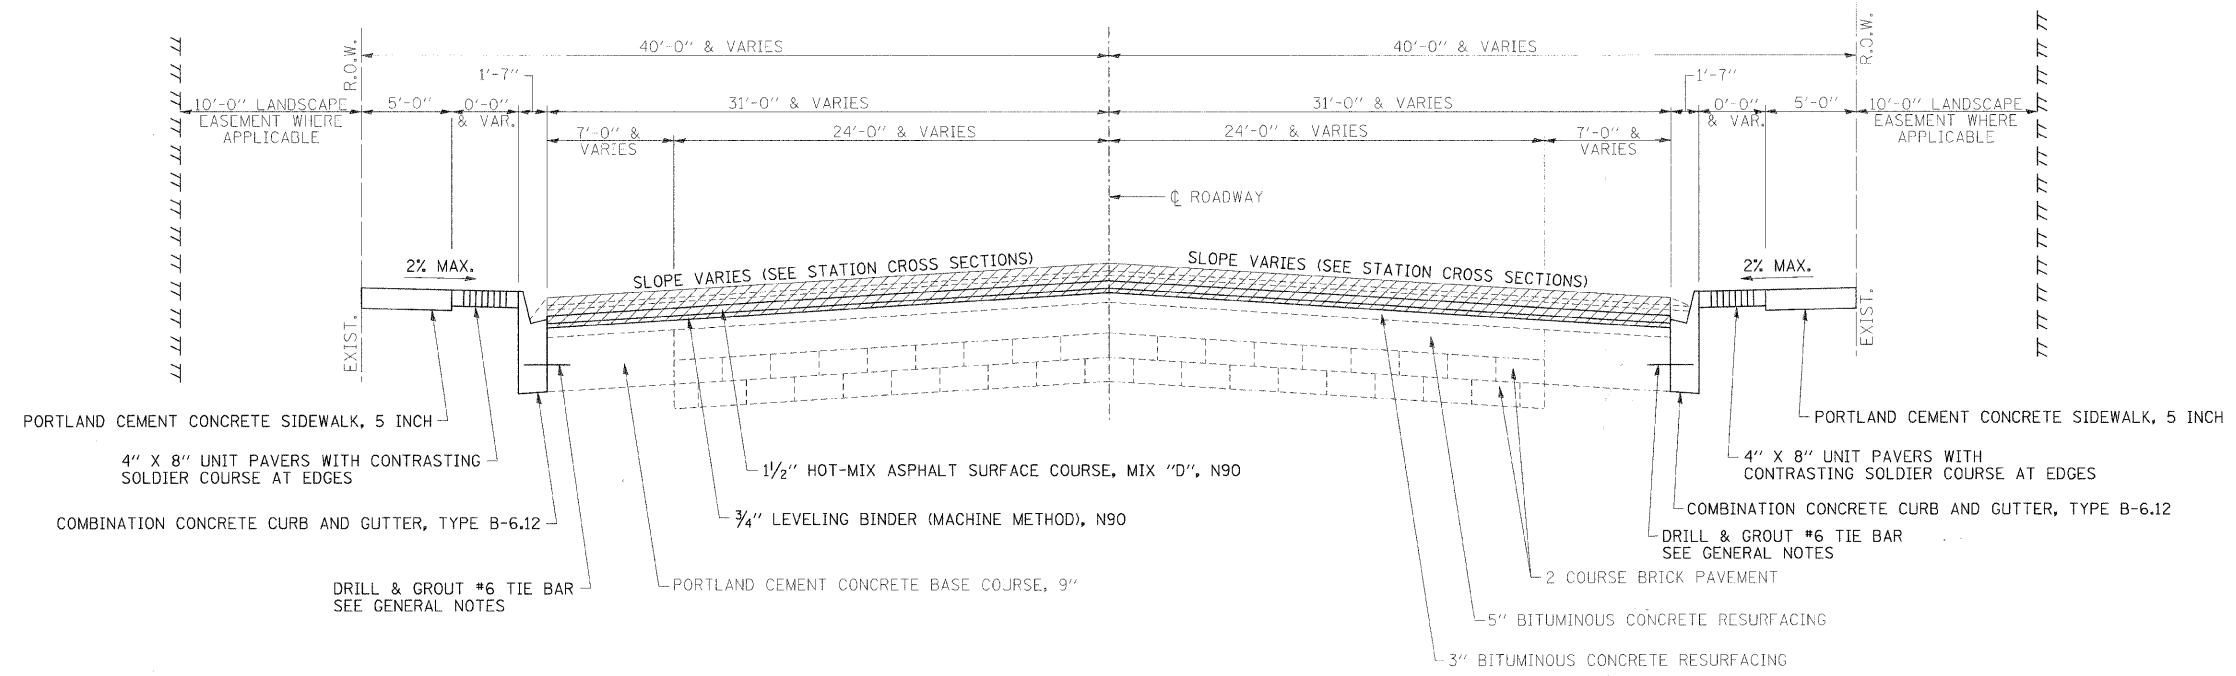 40'-0" & VARIES
40'-0" & VARIES
R.O.W.
R.O.W.
1'-7"
1'-7"
10'-0" LANDSCAPE
EASEMENT WHERE
APPLICABLE
5'-0"
0'-0"
& VAR.
31'-0" & VARIES
31'-0" & VARIES
0'-0"
& VAR.
5'-0"
10'-0" LANDSCAPE
EASEMENT WHERE
APPLICABLE
7'-0" &
VARIES
24'-0" & VARIES
24'-0" & VARIES
7'-0" &
VARIES
℄ ROADWAY
2% MAX.
SLOPE VARIES (SEE STATION CROSS SECTIONS)
SLOPE VARIES (SEE STATION CROSS SECTIONS)
2% MAX.
EXIST.
EXIST.
PORTLAND CEMENT CONCRETE SIDEWALK, 5 INCH
PORTLAND CEMENT CONCRETE SIDEWALK, 5 INCH
4" X 8" UNIT PAVERS WITH CONTRASTING
SOLDIER COURSE AT EDGES
1 1/2" HOT-MIX ASPHALT SURFACE COURSE, MIX "D", N90
4" X 8" UNIT PAVERS WITH
CONTRASTING SOLDIER COURSE AT EDGES
COMBINATION CONCRETE CURB AND GUTTER, TYPE B-6.12
3/4" LEVELING BINDER (MACHINE METHOD), N90
COMBINATION CONCRETE CURB AND GUTTER, TYPE B-6.12
DRILL & GROUT #6 TIE BAR
SEE GENERAL NOTES
DRILL & GROUT #6 TIE BAR
SEE GENERAL NOTES
PORTLAND CEMENT CONCRETE BASE COURSE, 9"
2 COURSE BRICK PAVEMENT
5" BITUMINOUS CONCRETE RESURFACING
3" BITUMINOUS CONCRETE RESURFACING